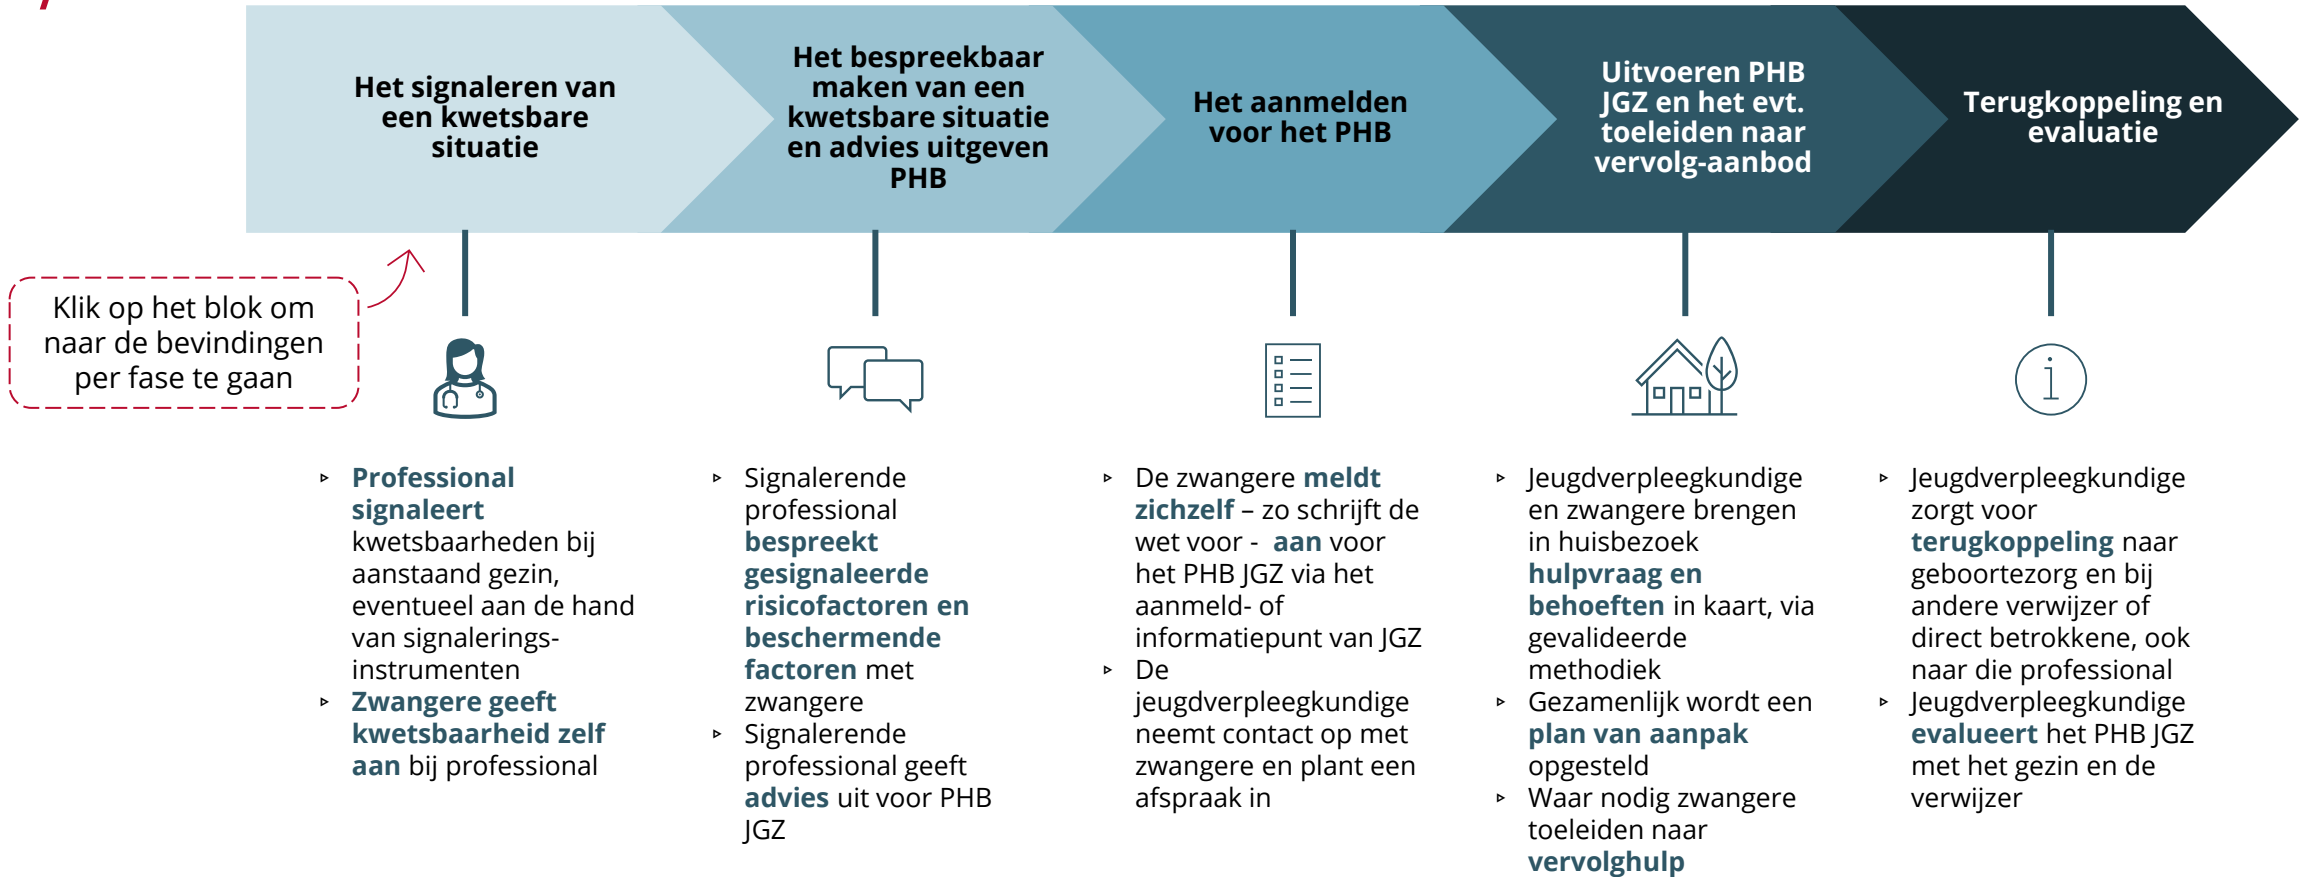 Het signaleren van
een kwetsbare
situatie
Het bespreekbaar
maken van een
kwetsbare situatie
en advies uitgeven
PHB
Het aanmelden
voor het PHB
Uitvoeren PHB
JGZ en het evt.
toeleiden naar
vervolg-aanbod
Terugkoppeling en
evaluatie
Klik op het blok om
naar de bevindingen
per fase te gaan
▹ Professional
signaleert
kwetsbaarheden bij
aanstaand gezin,
eventueel aan de hand
van signalerings-
instrumenten
▹ Zwangere geeft
kwetsbaarheid zelf
aan bij professional
▹ Signalerende
professional
bespreekt
gesignaleerde
risicofactoren en
beschermende
factoren met
zwangere
▹ Signalerende
professional geeft
advies uit voor PHB
JGZ
▹ De zwangere meldt
zichzelf – zo schrijft de
wet voor - aan voor
het PHB JGZ via het
aanmeld- of
informatiepunt van JGZ
▹ De
jeugdverpleegkundige
neemt contact op met
zwangere en plant een
afspraak in
▹ Jeugdverpleegkundige
en zwangere brengen
in huisbezoek
hulpvraag en
behoeften in kaart, via
gevalideerde
methodiek
▹ Gezamenlijk wordt een
plan van aanpak
opgesteld
▹ Waar nodig zwangere
toeleiden naar
vervolghulp
▹ Jeugdverpleegkundige
zorgt voor
terugkoppeling naar
geboortezorg en bij
andere verwijzer of
direct betrokkene, ook
naar die professional
▹ Jeugdverpleegkundige
evalueert het PHB JGZ
met het gezin en de
verwijzer